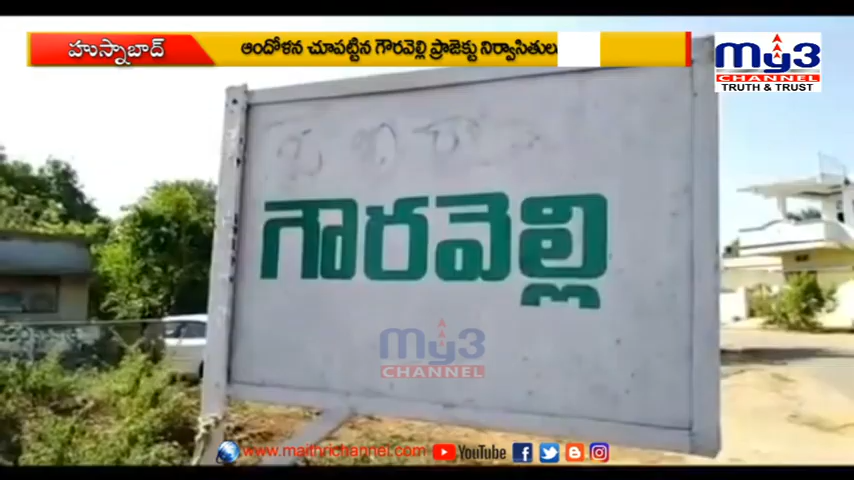 హుస్నాబాద్
ఆందోళన చూపట్టిన గౌరవెల్లి ప్రాజెక్టు నిర్వాసితులు
my3
CHANNEL
TRUTH & TRUST
గౌరవెల్లి
my3
CHANNEL
www.maithrichannel.com
YouTube